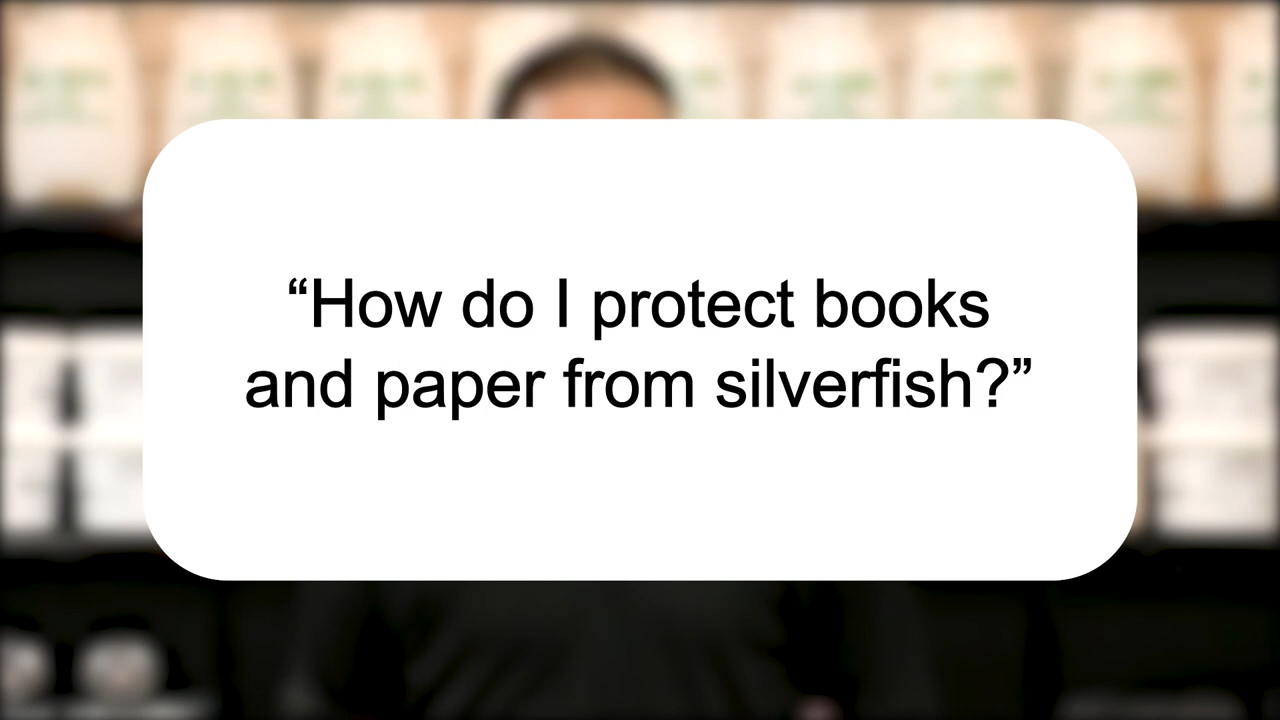 “How do I protect books
and paper from silverfish?”